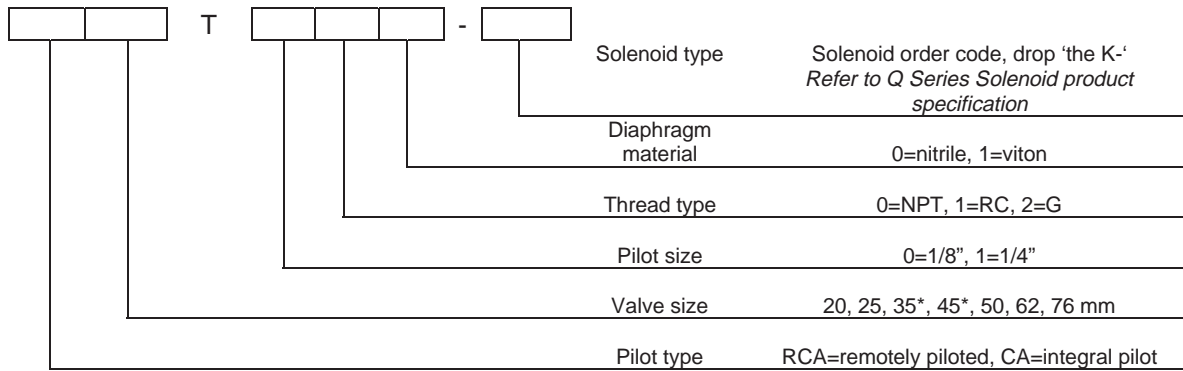 T -
Solenoid type Solenoid order code, drop ‘the K-‘
Refer to Q Series Solenoid product
specification
Diaphragm
material 0=nitrile, 1=viton
Thread type 0=NPT, 1=RC, 2=G
Pilot size 0=1/8”, 1=1/4”
Valve size 20, 25, 35*, 45*, 50, 62, 76 mm
Pilot type RCA=remotely piloted, CA=integral pilot